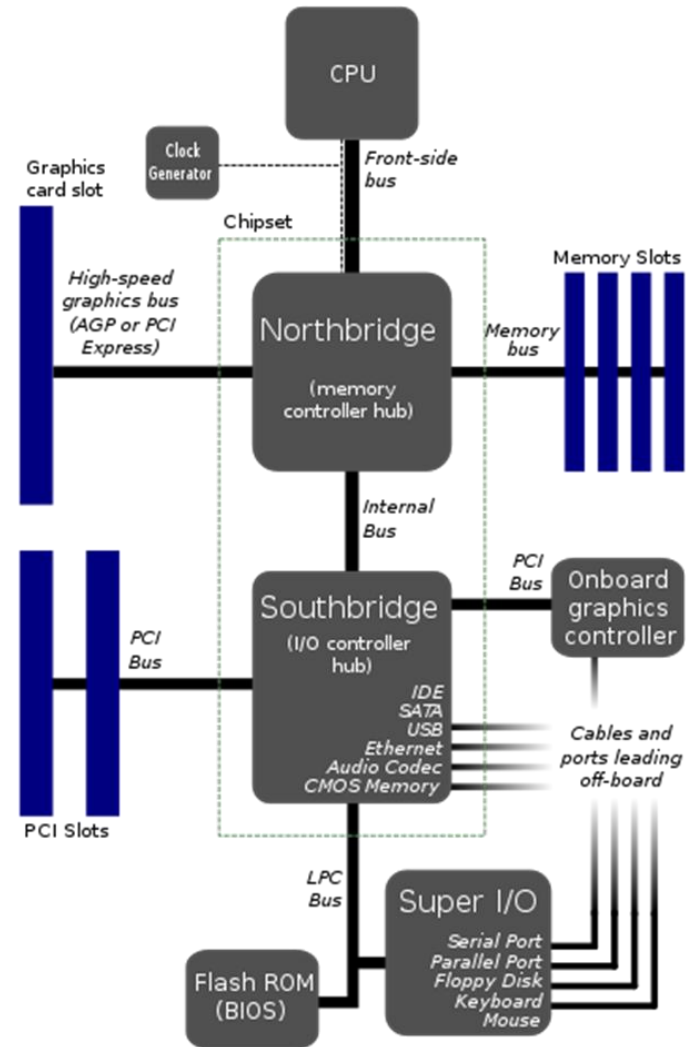 CPU
Clock
Generator
Front-side
bus
Graphics
card slot
Chipset
High-speed
graphics bus
(AGP or PCI
Express)
Northbridge
(memory
controller hub)
Memory
bus
Memory Slots
Internal
Bus
Southbridge
(I/O controller
hub)
IDE
SATA
USB
Ethernet
Audio Codec
CMOS Memory
PCI
Bus
Onboard
graphics
controller
PCI
Bus
PCI Slots
Cables and
ports leading
off-board
LPC
Bus
Super I/O
Serial Port
Parallel Port
Floppy Disk
Keyboard
Mouse
Flash ROM
(BIOS)